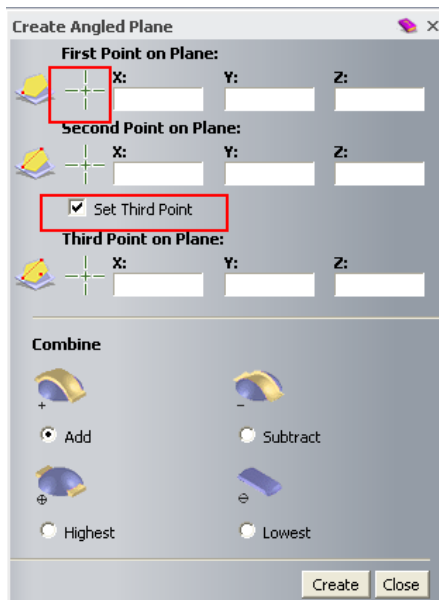 Create Angled Plane
First Point on Plane:
X: Y: Z:
Second Point on Plane:
X: Y: Z:
Set Third Point
Third Point on Plane:
X: Y: Z:
Combine
Add Subtract
Highest Lowest
Create Close